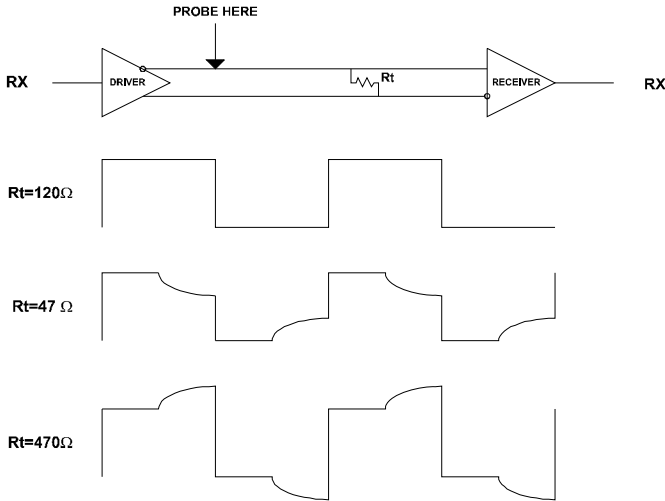 PROBE HERE
RX
DRIVER
Rt
RECEIVER
RX
Rt=120Ω
Rt=47 Ω
Rt=470Ω